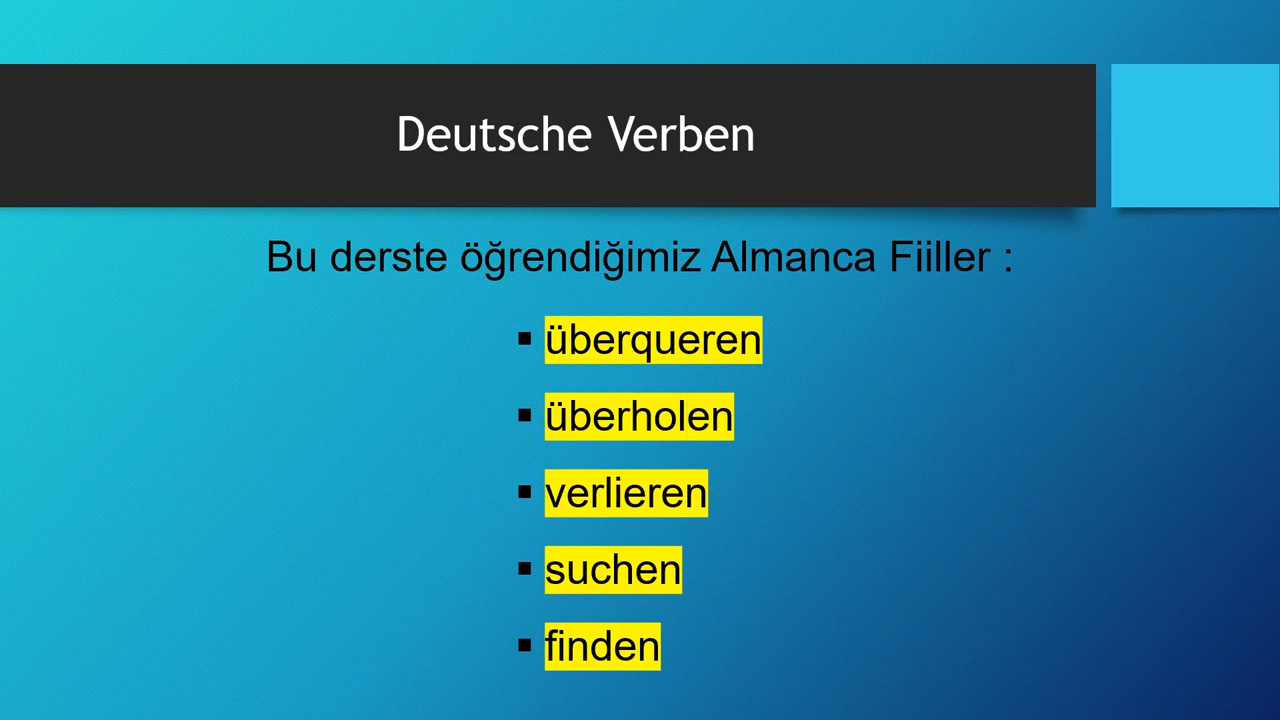 Deutsche Verben
Bu derste öğrendiğimiz Almanca Fiiller :
▪ überqueren
▪ überholen
▪ verlieren
▪ suchen
▪ finden